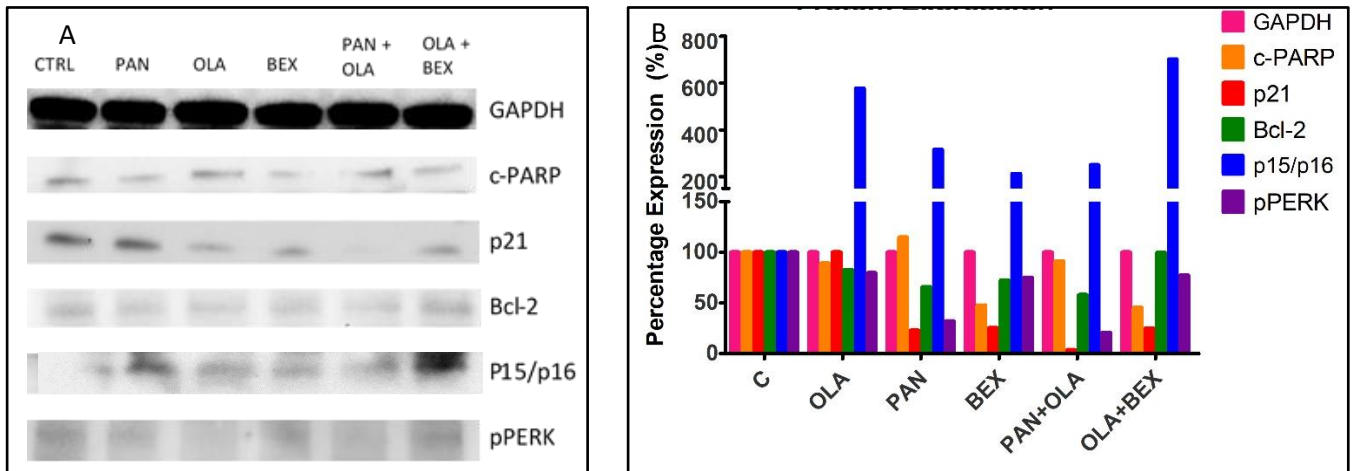 A
CTRL PAN OLA BEX PAN + OLA OLA + BEX
GAPDH
c-PARP
p21
Bcl-2
P15/p16
pPERK
B
Percentage Expression (%)
800
600
400
200
150
100
50
0
C OLA PAN BEX PAN+OLA OLA+BEX
GAPDH
c-PARP
p21
Bcl-2
p15/p16
pPERK